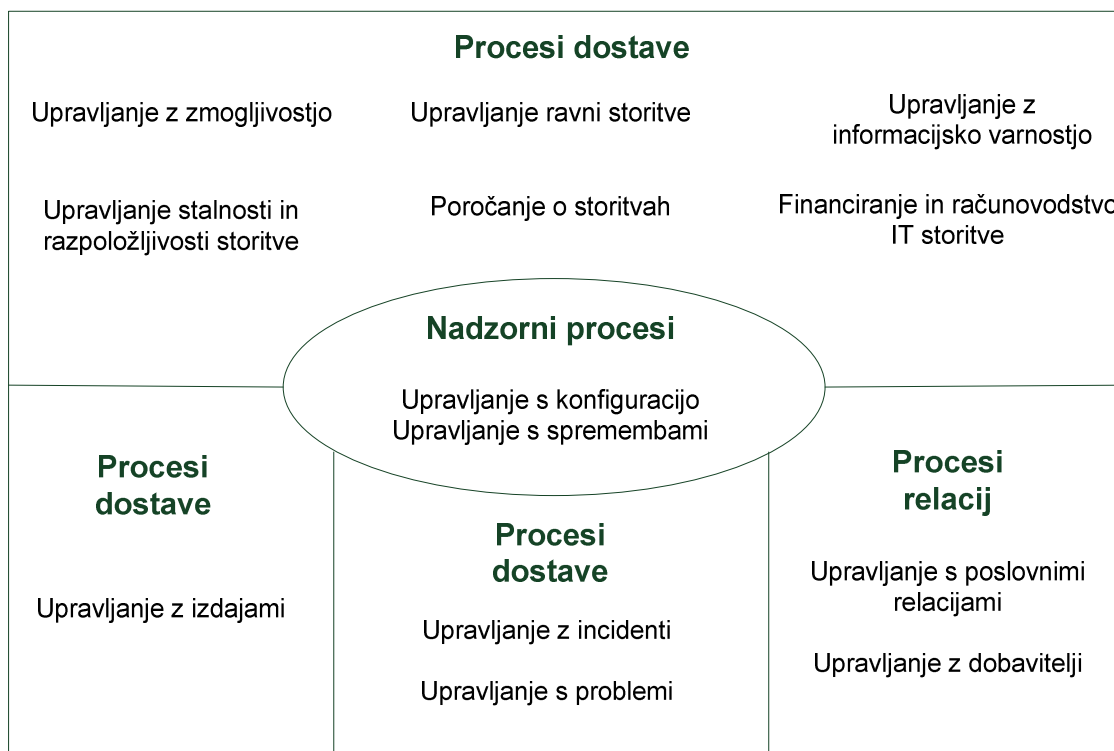 Procesi dostave
Upravljanje z zmogljivostjo
Upravljanje ravni storitve
Upravljanje z
informacijsko varnostjo
Upravljanje stalnosti in
razpoložljivosti storitve
Poročanje o storitvah
Financiranje in računovodstvo
IT storitve
Nadzorni procesi
Upravljanje s konfiguracijo
Upravljanje s spremembami
Procesi
dostave
Upravljanje z izdajami
Procesi
dostave
Upravljanje z incidenti
Upravljanje s problemi
Procesi
relacij
Upravljanje s poslovnimi
relacijami
Upravljanje z dobavitelji